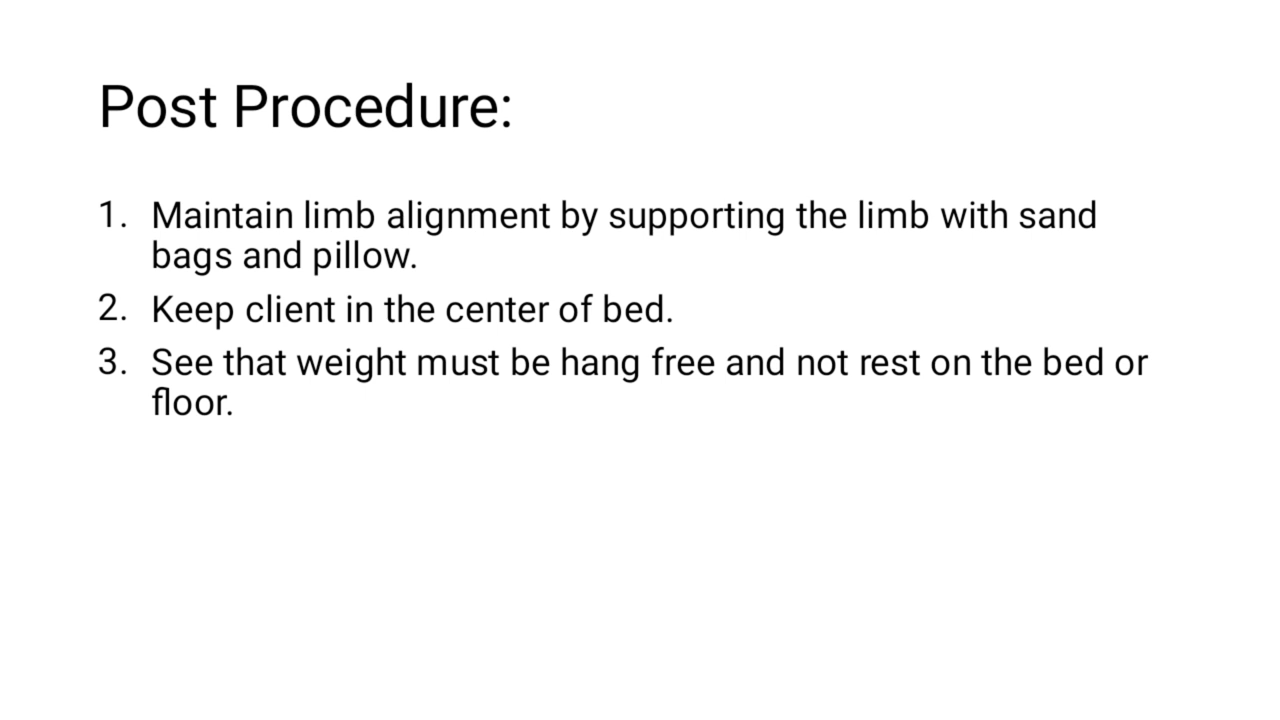 Post Procedure:
1. Maintain limb alignment by supporting the limb with sand
bags and pillow.
2. Keep client in the center of bed.
3. See that weight must be hang free and not rest on the bed or
floor.